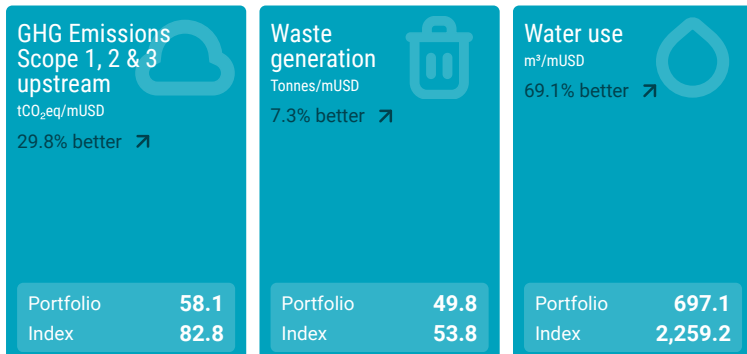 GHG Emissions
Scope 1, 2 & 3
upstream
tCO₂eq/mUSD
29.8% better
Portfolio 58.1
Index 82.8
Waste
generation
Tonnes/mUSD
7.3% better
Portfolio 49.8
Index 53.8
Water use
m³/mUSD
69.1% better
Portfolio 697.1
Index 2,259.2